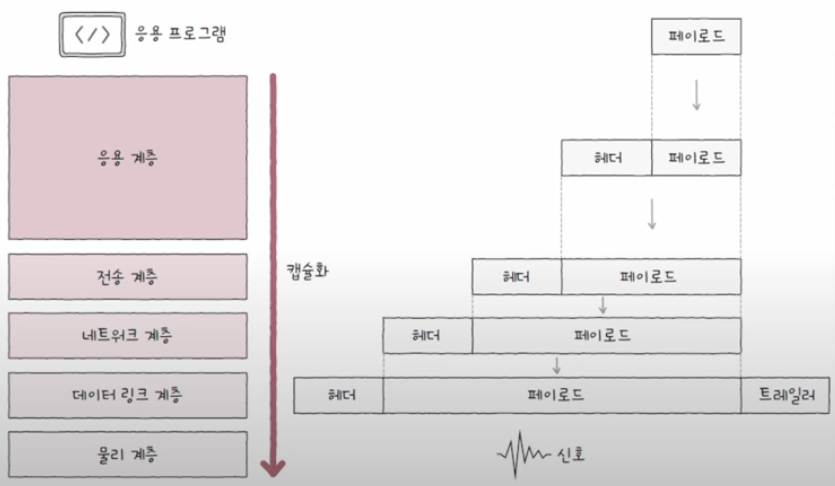 </> 응용 프로그램
페이로드
응용 계층
헤더 페이로드
전송 계층
캡슐화
헤더 페이로드
네트워크 계층
헤더 페이로드
데이터 링크 계층
헤더 페이로드 트레일러
물리 계층
신호